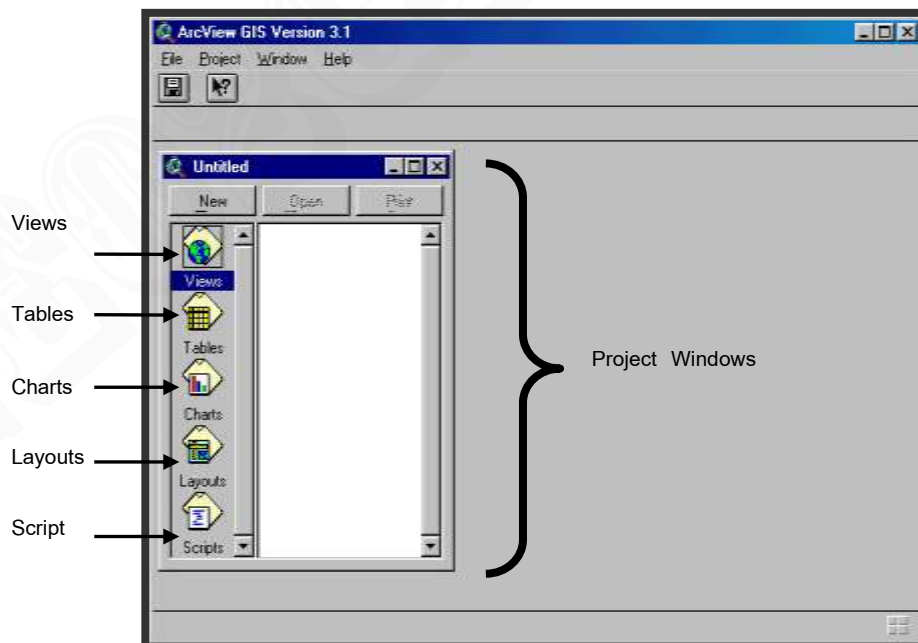 ArcView GIS Version 3.1
File Project Window Help
Untitled
New Open Print
Views
Views
Tables
Tables
Charts
Charts
Layouts
Layouts
Script
Scripts
Project Windows